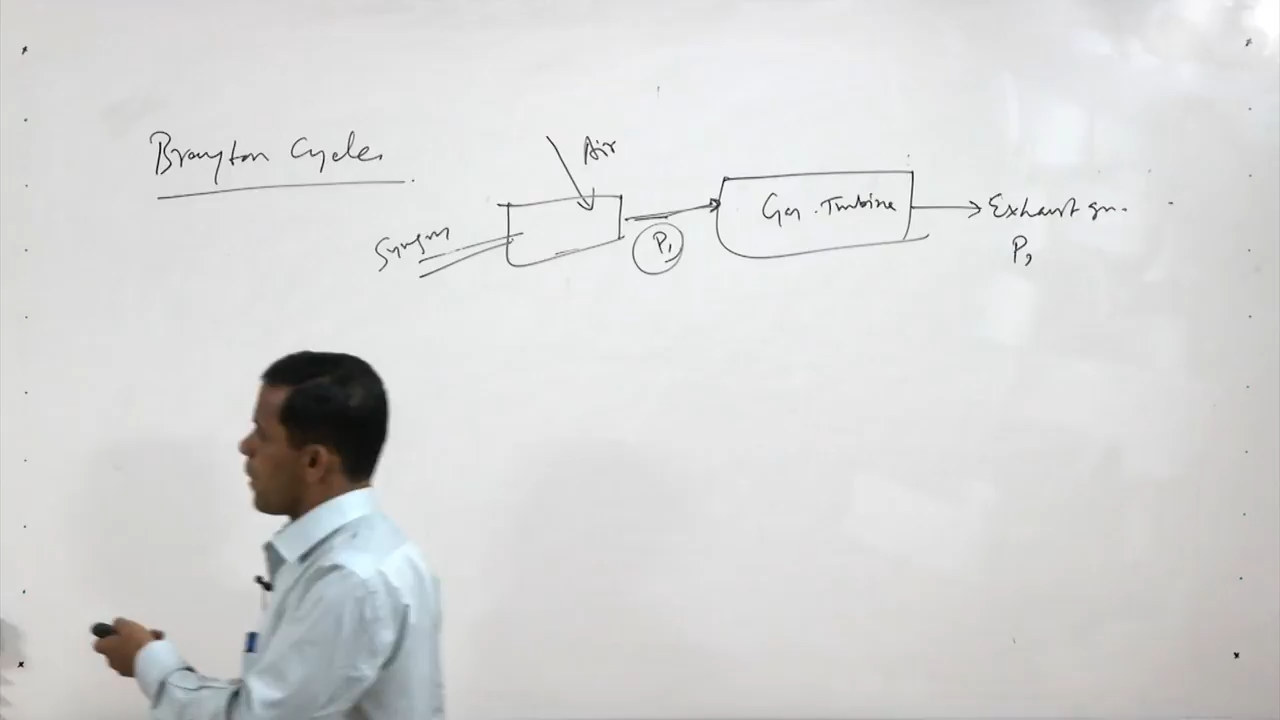 Brayton Cycles
Air
Syngas
P1
Gas Turbine
Exhaust gas.
P2